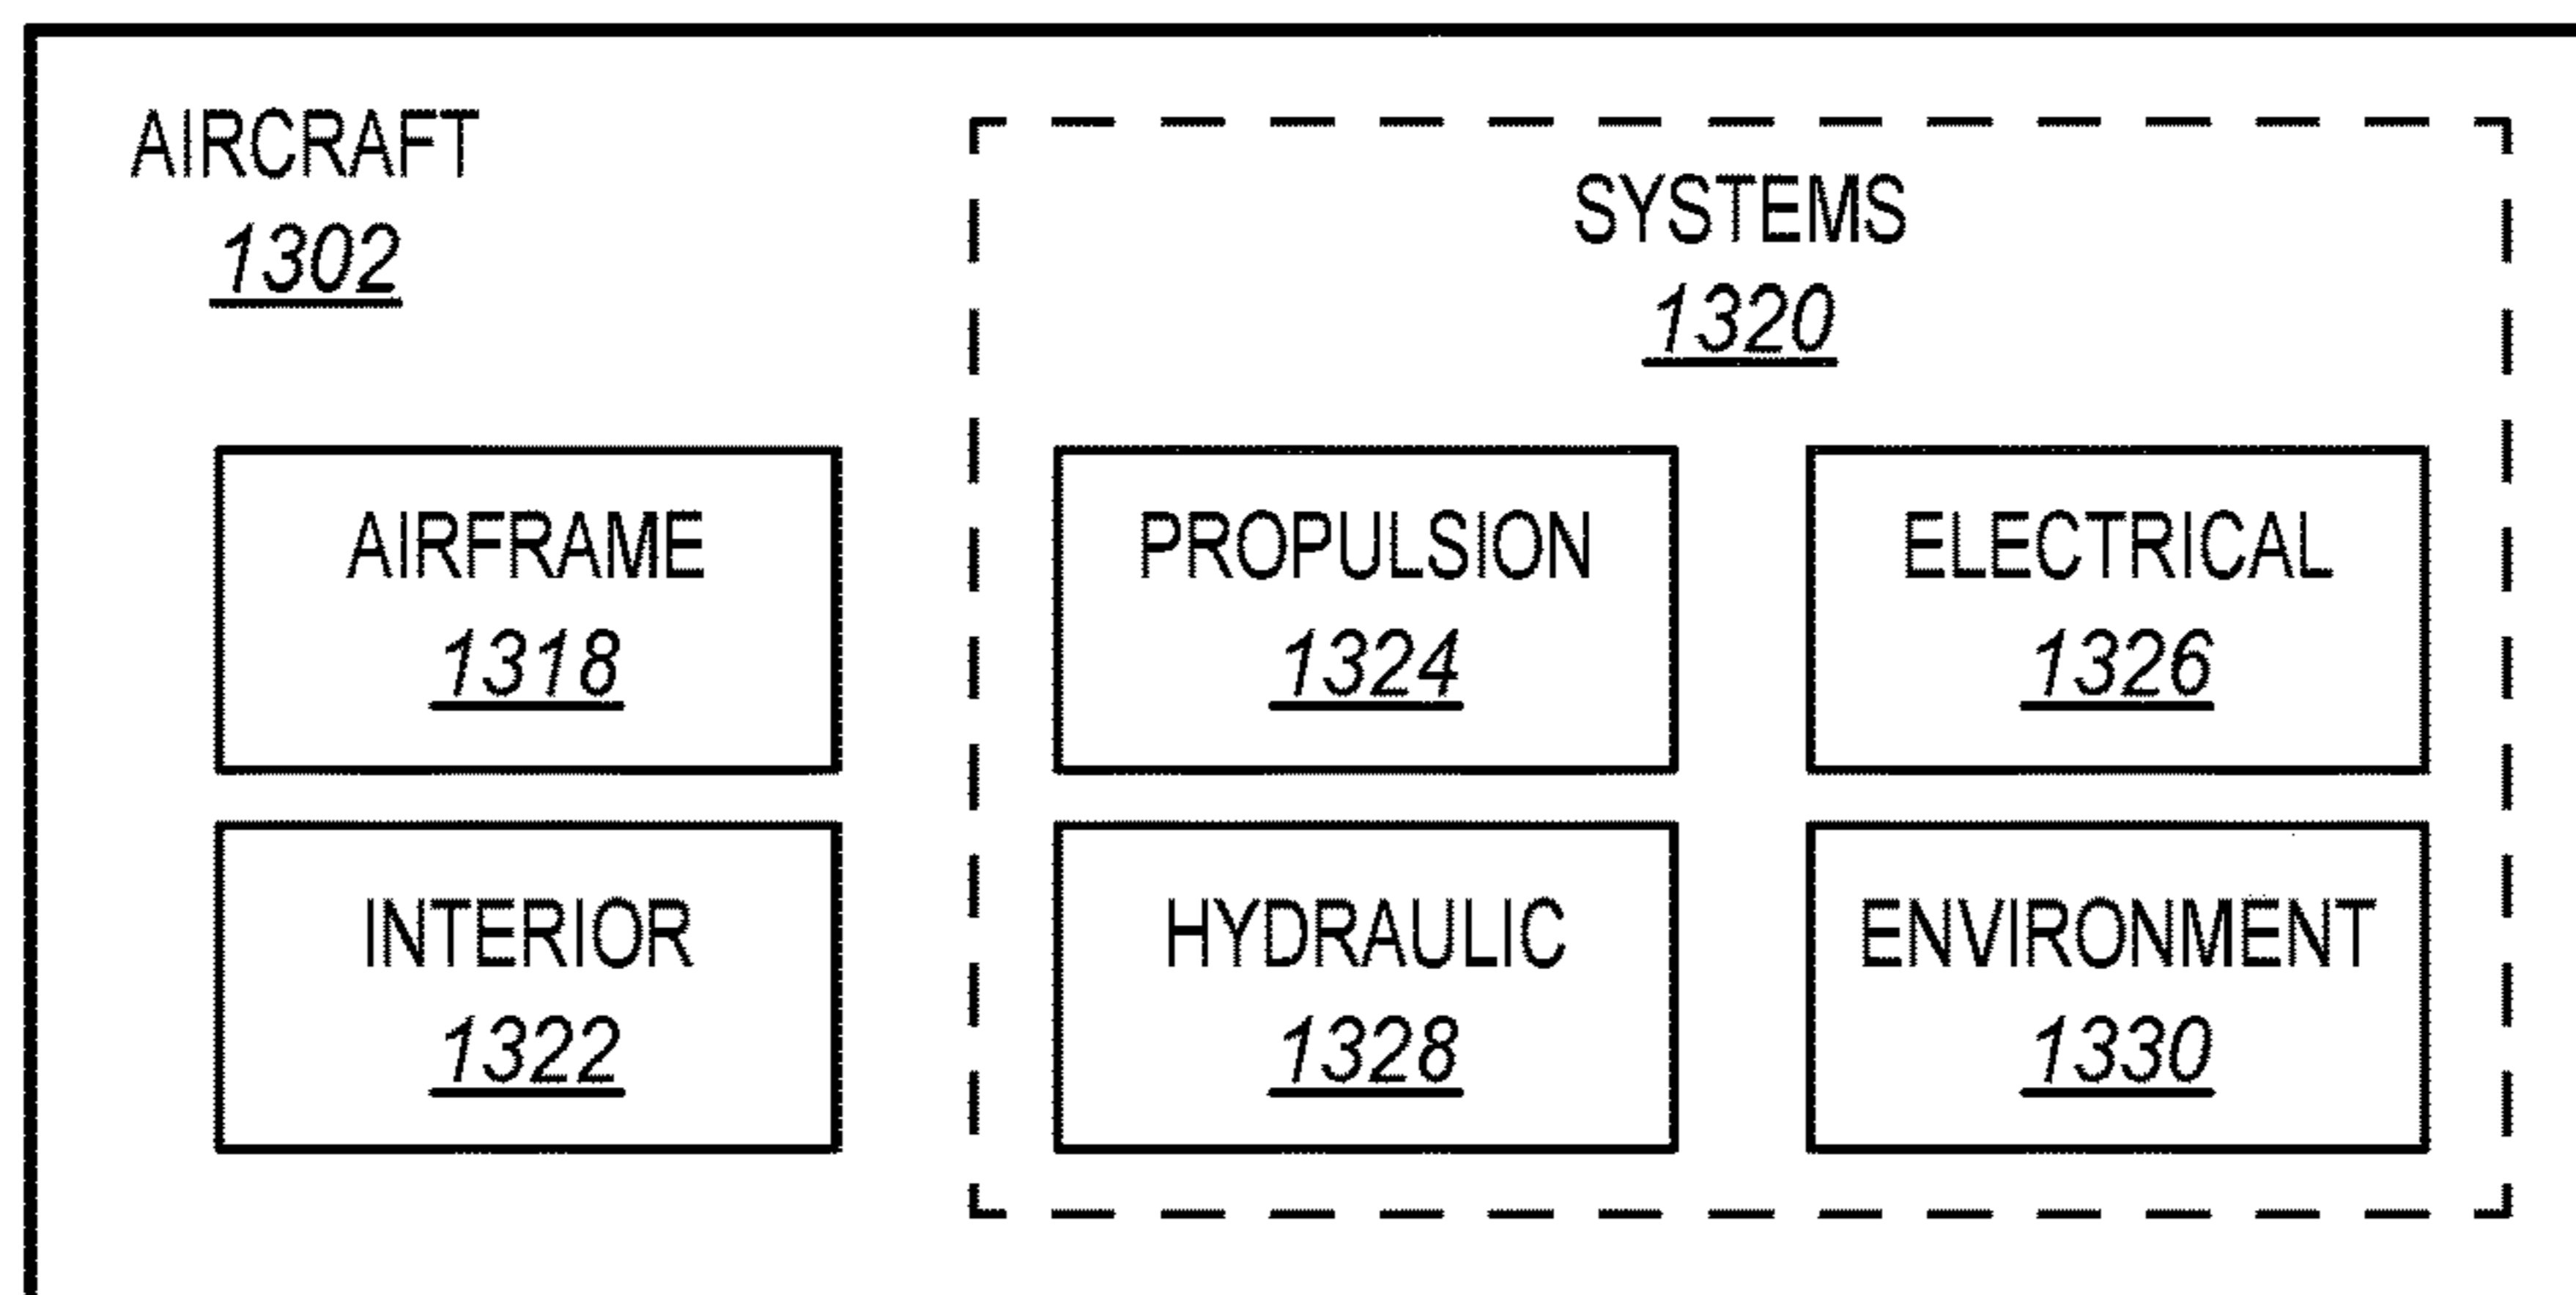 AIRCRAFT
1302
SYSTEMS
1320
AIRFRAME
1318
PROPULSION
1324
ELECTRICAL
1326
INTERIOR
1322
HYDRAULIC
1328
ENVIRONMENT
1330